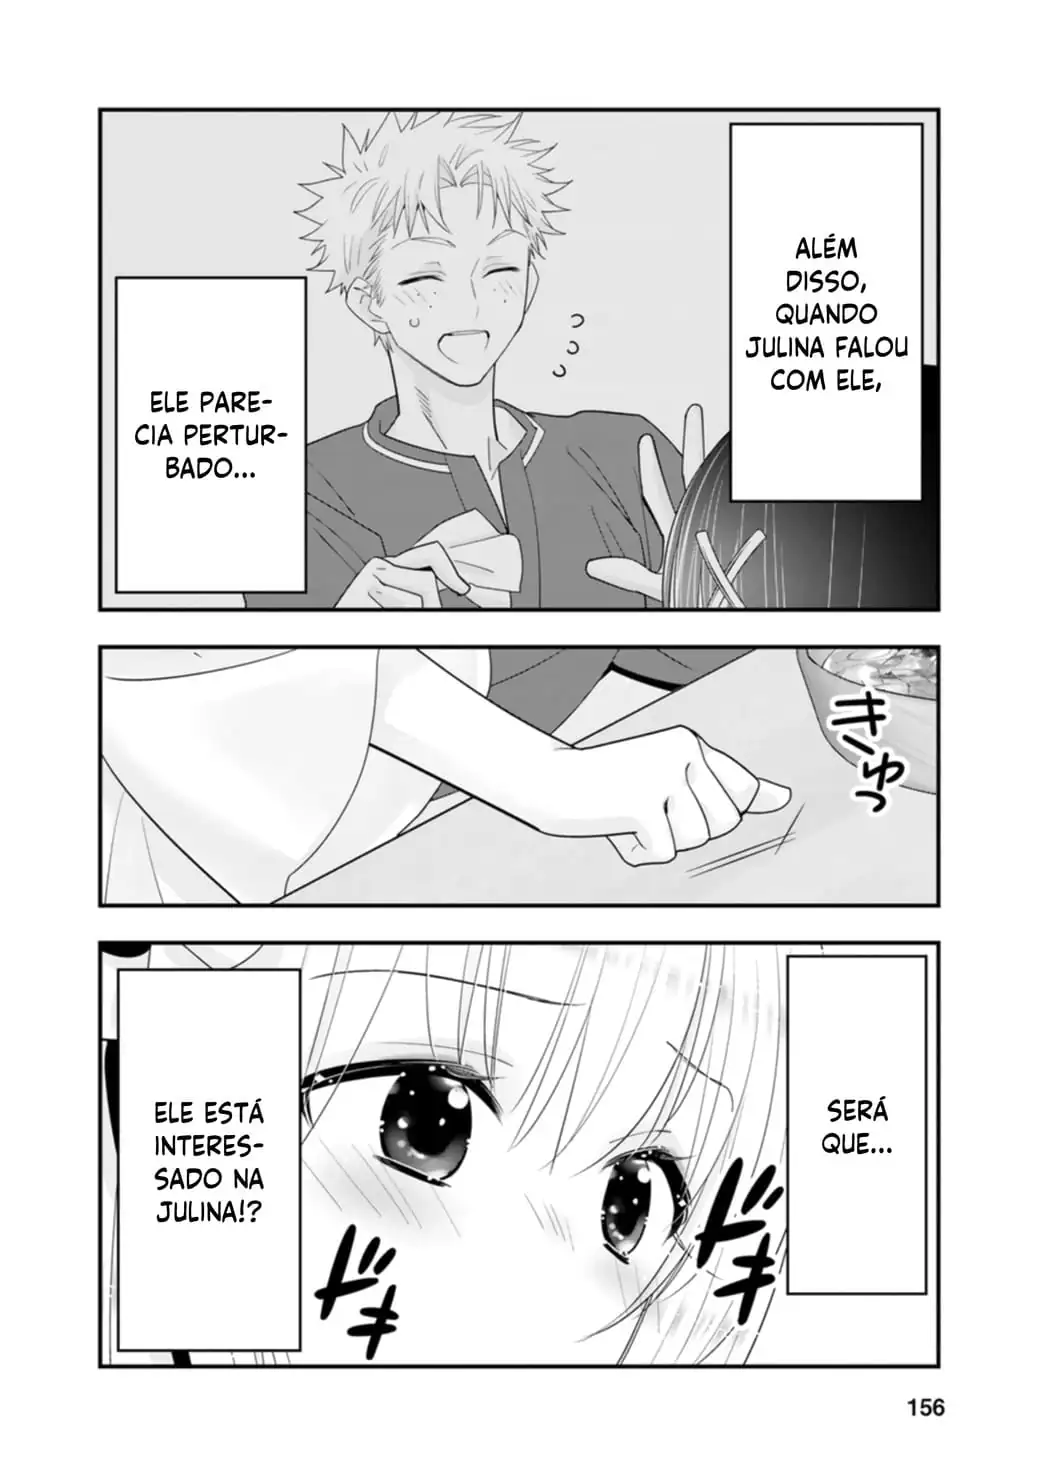 ALÉM
DISSO,
QUANDO
JULINA FALOU
COM ELE,
ELE PARE-
CIA PERTUR-
BADO...
きゅっ
SERÁ
QUE...
ドキ
ELE ESTÁ
INTERES-
SADO NA
JULINA!?
ドキ
156